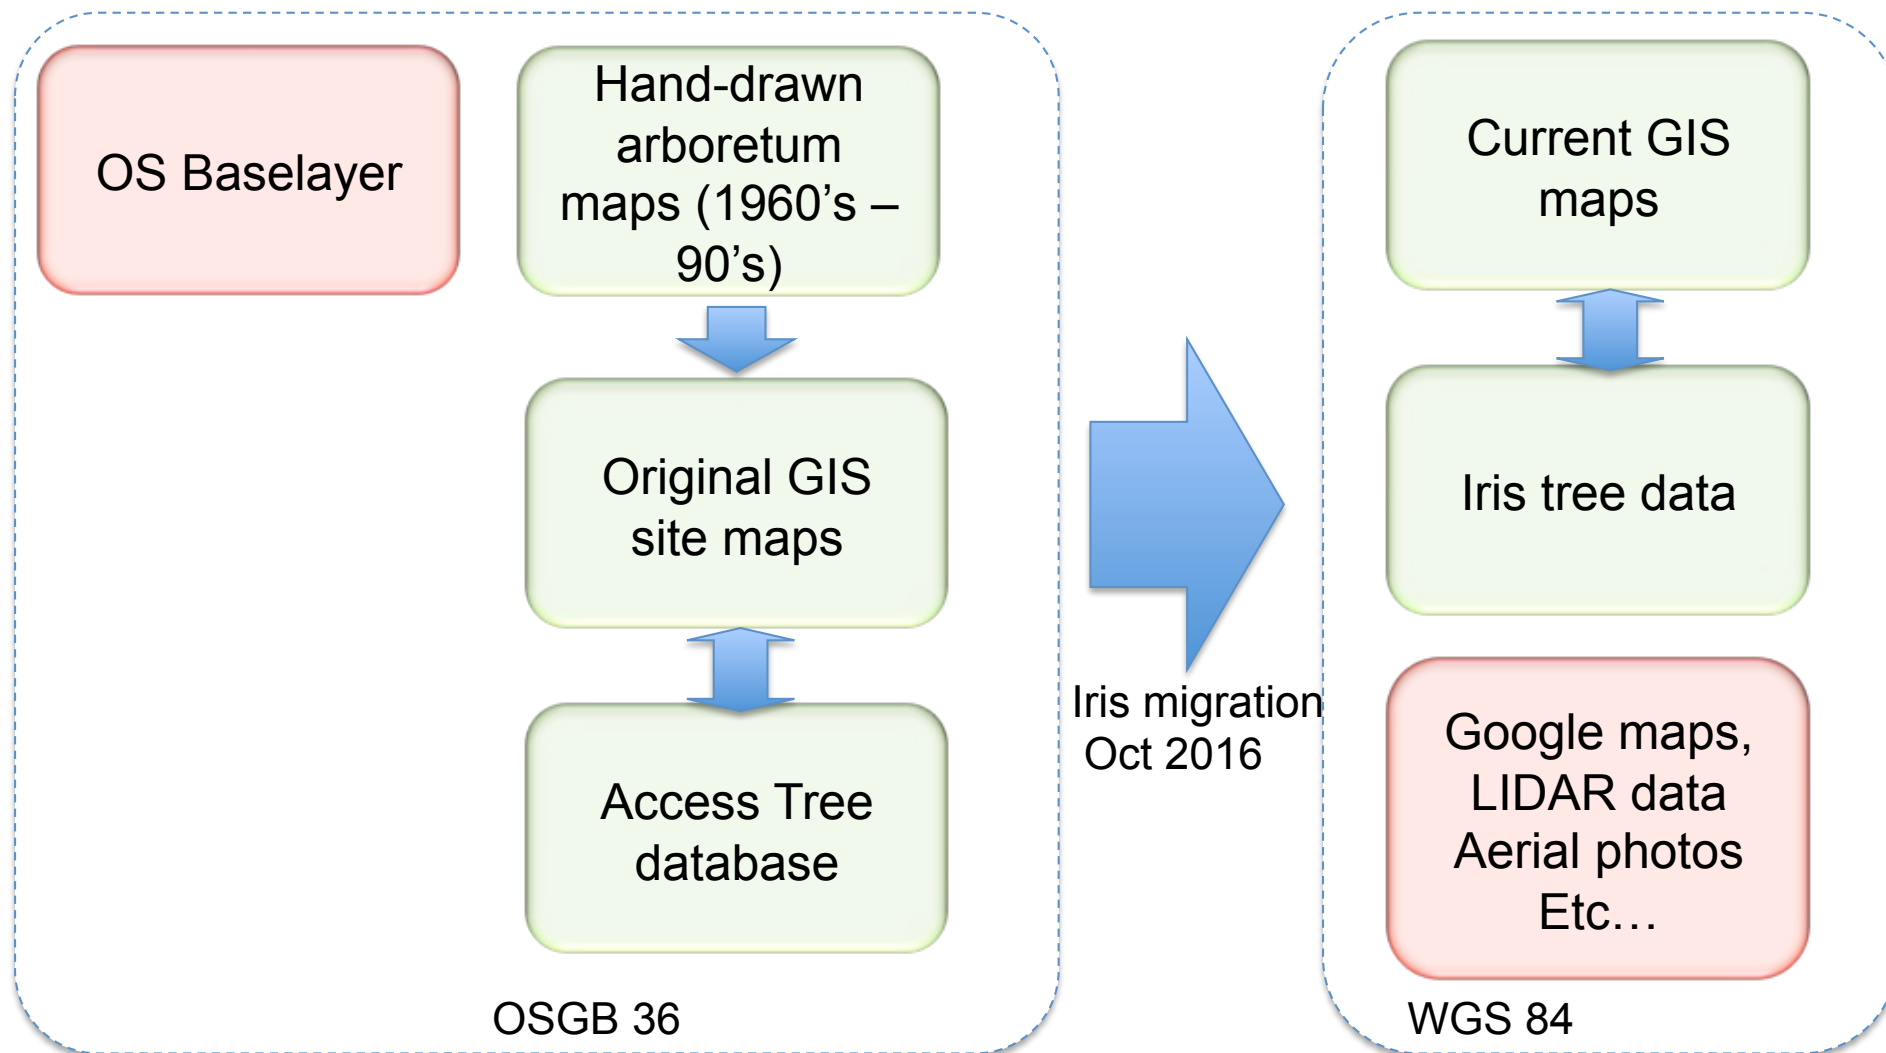 OS Baselayer
Hand-drawn
arboretum
maps (1960’s –
90’s)
Original GIS
site maps
Access Tree
database
OSGB 36
Iris migration
Oct 2016
Current GIS
maps
Iris tree data
Google maps,
LIDAR data
Aerial photos
Etc…
WGS 84